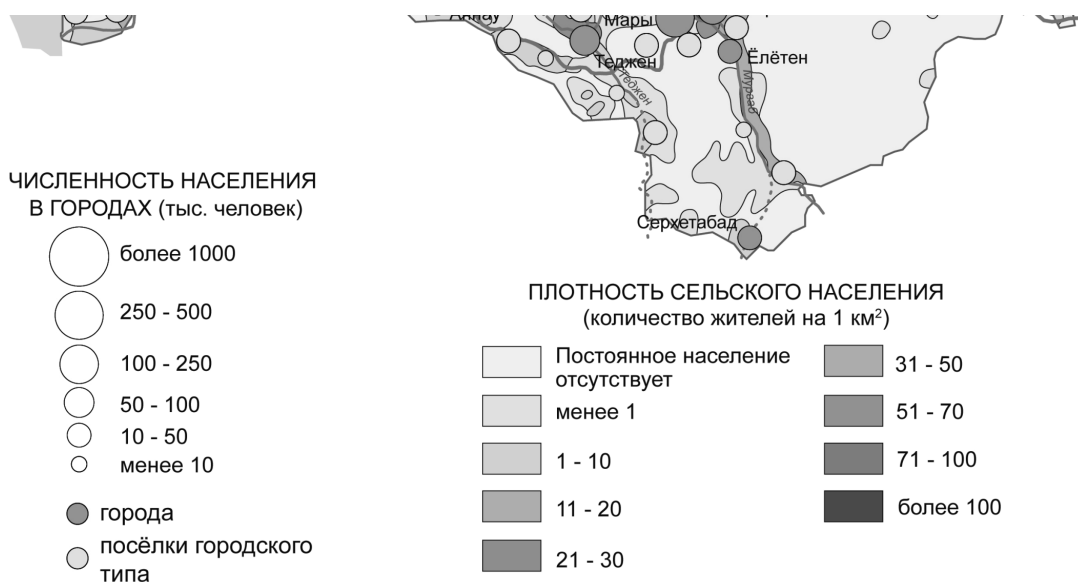 Мары
Теджен
Ёлётен
Теджен
Мургаб
Серхетабад
ЧИСЛЕННОСТЬ НАСЕЛЕНИЯ
В ГОРОДАХ (тыс. человек)
более 1000
250 - 500
100 - 250
50 - 100
10 - 50
менее 10
города
посёлки городского
типа
ПЛОТНОСТЬ СЕЛЬСКОГО НАСЕЛЕНИЯ
(количество жителей на 1 км²)
Постоянное население
отсутствует
менее 1
1 - 10
11 - 20
21 - 30
31 - 50
51 - 70
71 - 100
более 100